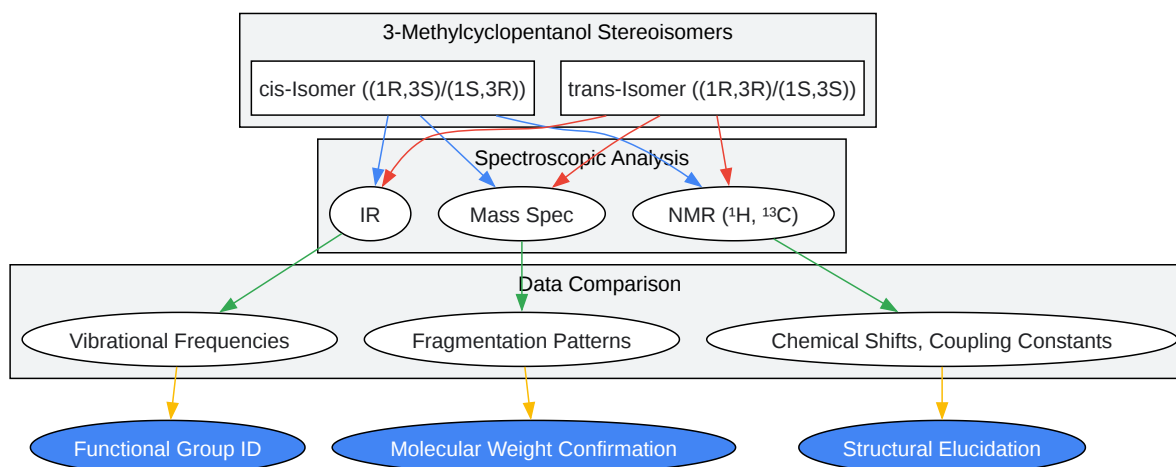 3-Methylcyclopentanol Stereoisomers
cis-Isomer ((1R,3S)/(1S,3R))
trans-Isomer ((1R,3R)/(1S,3S))
Spectroscopic Analysis
IR
Mass Spec
NMR (¹H, ¹³C)
Data Comparison
Vibrational Frequencies
Fragmentation Patterns
Chemical Shifts, Coupling Constants
Functional Group ID
Molecular Weight Confirmation
Structural Elucidation